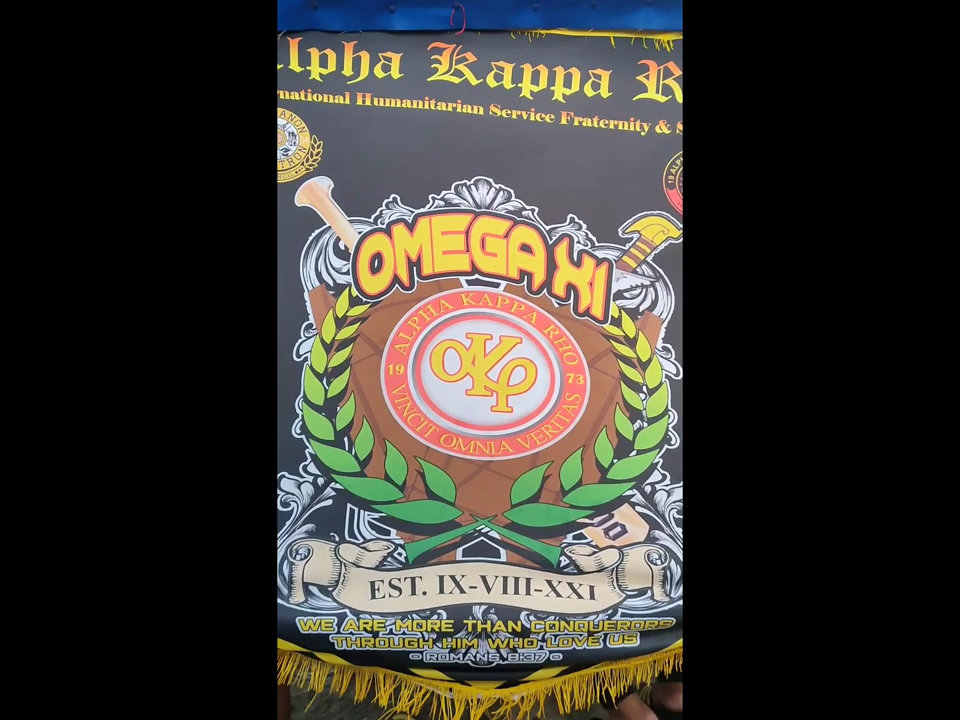 lpha Kappa R
national Humanitarian Service Fraternity & S
OMEGA XI
ALPHA KAPPA RHO
19 73
αKρ
VINCIT OMNIA VERITAS
EST. IX-VIII-XXI
WE ARE MORE THAN CONQUERORS
THROUGH HIM WHO LOVE US
ROMANS 8:37